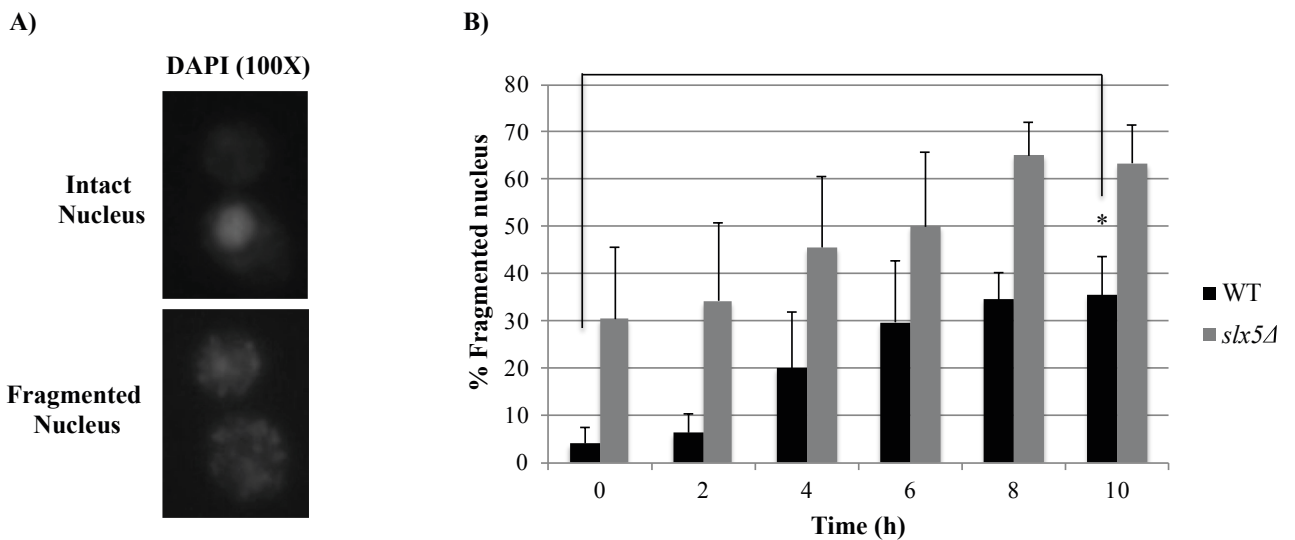 A)
DAPI (100X)
Intact
Nucleus
Fragmented
Nucleus
B)
% Fragmented nucleus
80
70
60
50
40
30
20
10
0
*
0 2 4 6 8 10
Time (h)
WT
slx5Δ